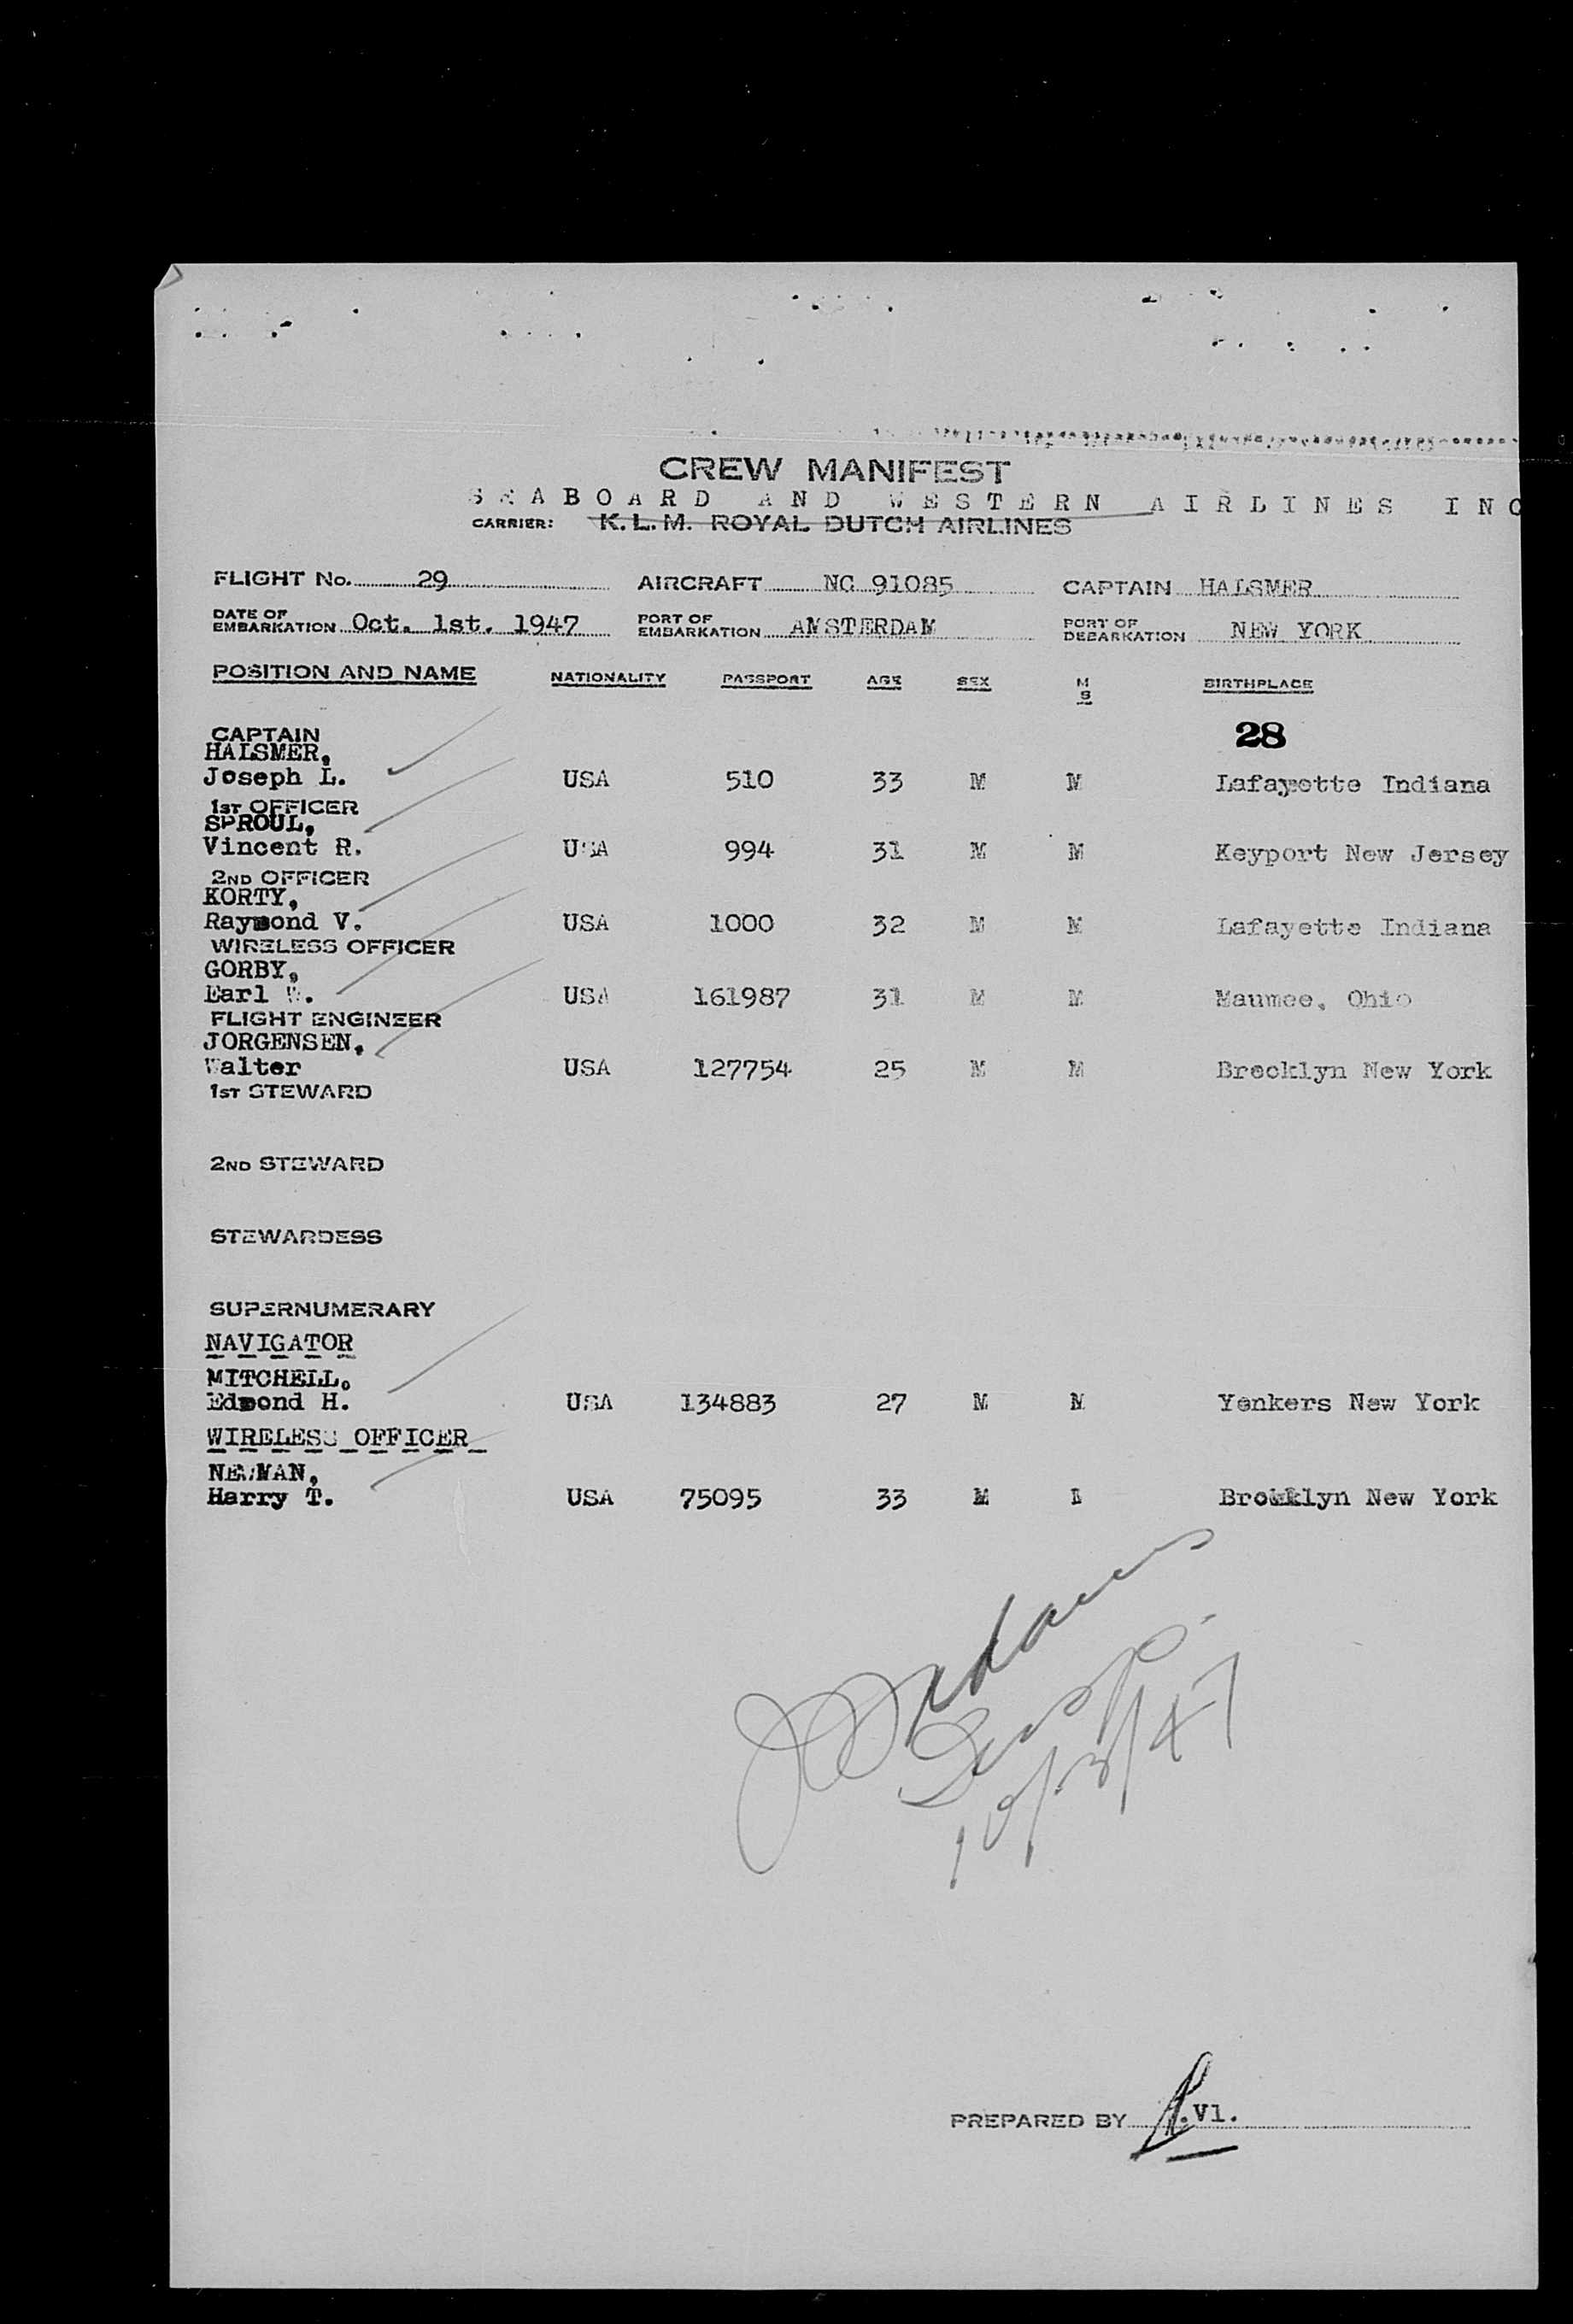 CREW MANIFEST
SEABOARD AND WESTERN AIRLINES INC
CARRIER: K.L.M. ROYAL DUTCH AIRLINES
FLIGHT No. 29 AIRCRAFT NC 91085 CAPTAIN HALSMER
DATE OF EMBARKATION Oct. 1st. 1947 PORT OF EMBARKATION AMSTERDAM PORT OF DEBARKATION NEW YORK
POSITION AND NAME NATIONALITY PASSPORT AGE SEX M S BIRTHPLACE
CAPTAIN 28
HALSMER,
Joseph L. USA 510 33 M M Lafayette Indiana
1ST OFFICER
SPROUL,
Vincent R. USA 994 31 M M Keyport New Jersey
2ND OFFICER
KORTY,
Raymond V. USA 1000 32 M M Lafayette Indiana
WIRELESS OFFICER
GORBY,
Earl W. USA 161987 31 M M Maumee, Ohio
FLIGHT ENGINEER
JORGENSEN,
Walter USA 127754 25 M M Brooklyn New York
1ST STEWARD
2ND STEWARD
STEWARDESS
SUPERNUMERARY
NAVIGATOR
MITCHELL.
Edmond H. USA 134883 27 M M Yonkers New York
WIRELESS OFFICER
NEWMAN,
Harry T. USA 75095 33 M Brooklyn New York
10/3/47
PREPARED BY .Vl.